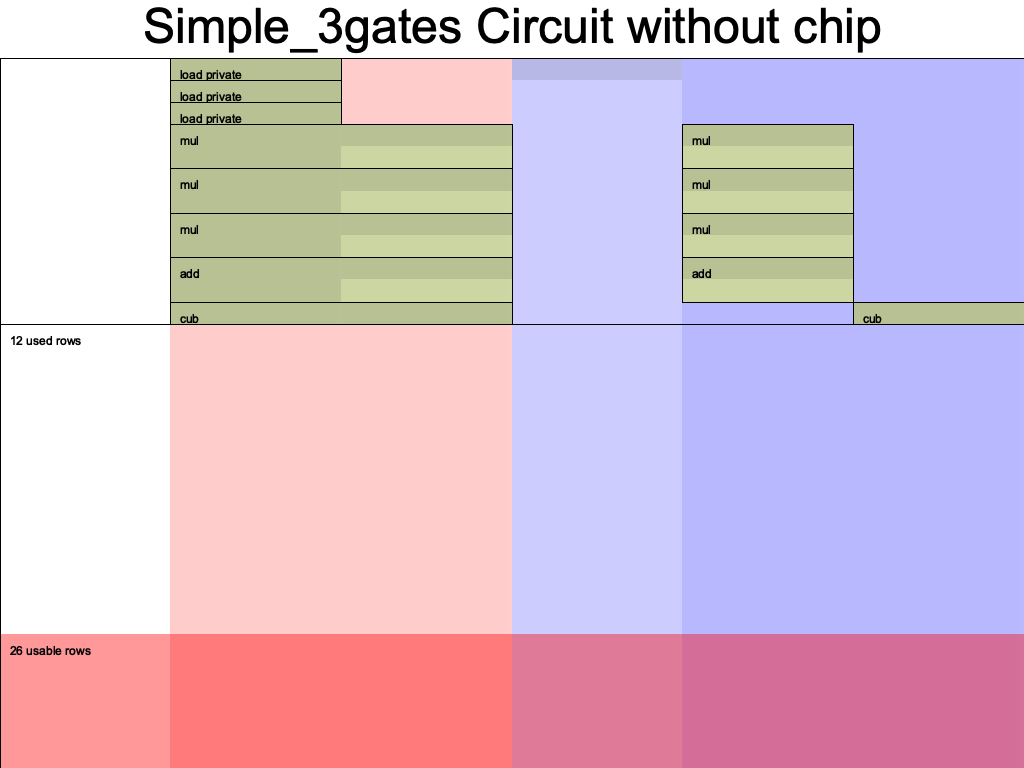 Simple_3gates Circuit without chip
load private
load private
load private
mul mul
mul mul
mul mul
add add
cub cub
12 used rows
26 usable rows